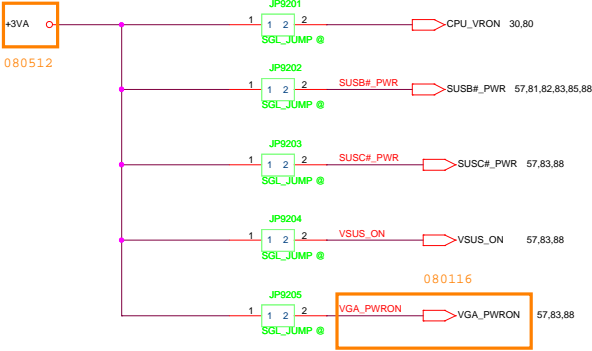 JP9201
+3VA 1 1 2 2 CPU_VRON 30,80
SGL_JUMP @
080512
JP9202
1 1 2 2 SUSB#_PWR SUSB#_PWR 57,81,82,83,85,88
SGL_JUMP @
JP9203
1 1 2 2 SUSC#_PWR SUSC#_PWR 57,83,88
SGL_JUMP @
JP9204
1 1 2 2 VSUS_ON VSUS_ON 57,83,88
SGL_JUMP @
080116
JP9205
1 1 2 2 VGA_PWRON VGA_PWRON 57,83,88
SGL_JUMP @